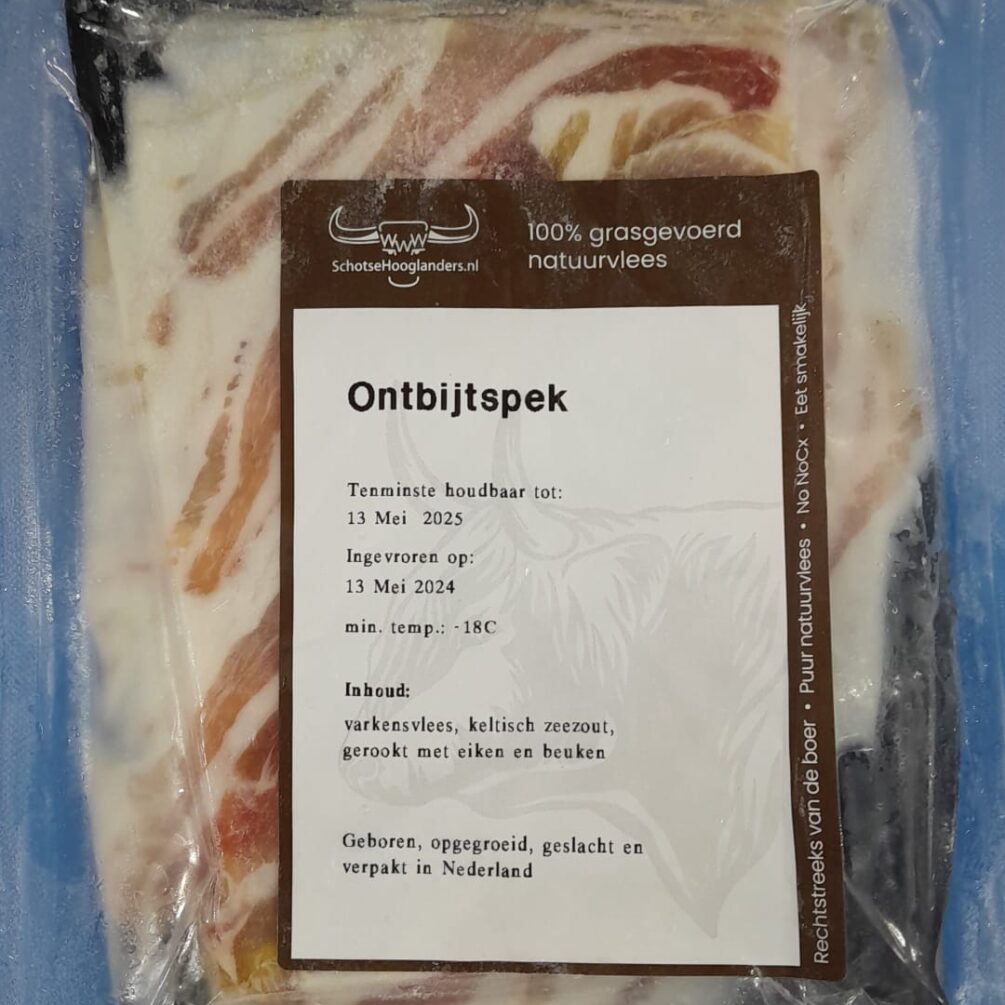 WWW
SchotseHooglanders.nl
100% grasgevoerd
natuurvlees
Ontbijtspek
Tenminste houdbaar tot:
13 Mei 2025
Ingevroren op:
13 Mei 2024
min. temp.: -18C
Inhoud:
varkensvlees, keltisch zeezout,
gerookt met eiken en beuken
Geboren, opgegroeid, geslacht en
verpakt in Nederland
Rechtstreeks van de boer • Puur natuurvlees • No NoCx • Eet smakelijk...